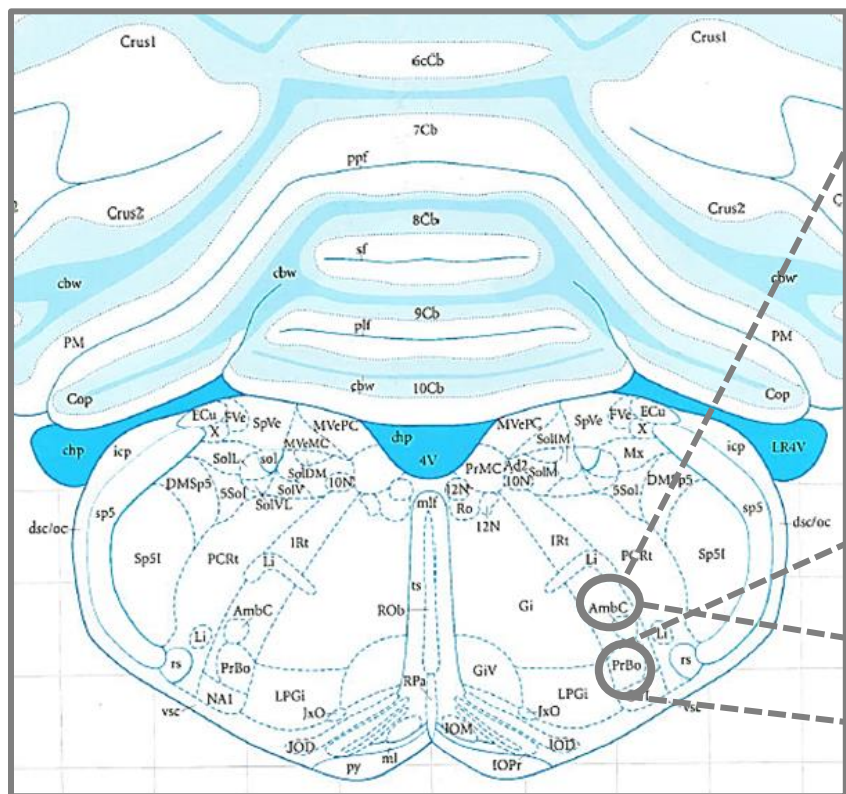 Crus1 Crus1
6cCb
7Cb
ppf
Crus2 Crus2
8Cb
sf
cbw cbw cbw
9Cb
plf
PM PM
cbw 10Cb
Cop Cop
ECu FVe SpVe MVePC chp MVePC SpVe FVe ECu
X X
chp icp MVeMC SolIM icp LR4V
SolL sol 4V Mx
SolDM PrMC Ad2 SolM
DMSp5 5Sol SolV 10N 10N 5Sol DMSp5
SolVL 12N
sp5 mlf Ro sp5
dsc/oc 12N dsc/oc
IRt IRt
Sp5I PCRt Li Li PCRt Sp5I
ts
AmbC ROb Gi AmbC
Li Li
rs PrBo GiV PrBo rs
RPa
NAI LPGi LPGi
vsc JxO JxO vsc
IOM
IOD IOD
py ml IOPr